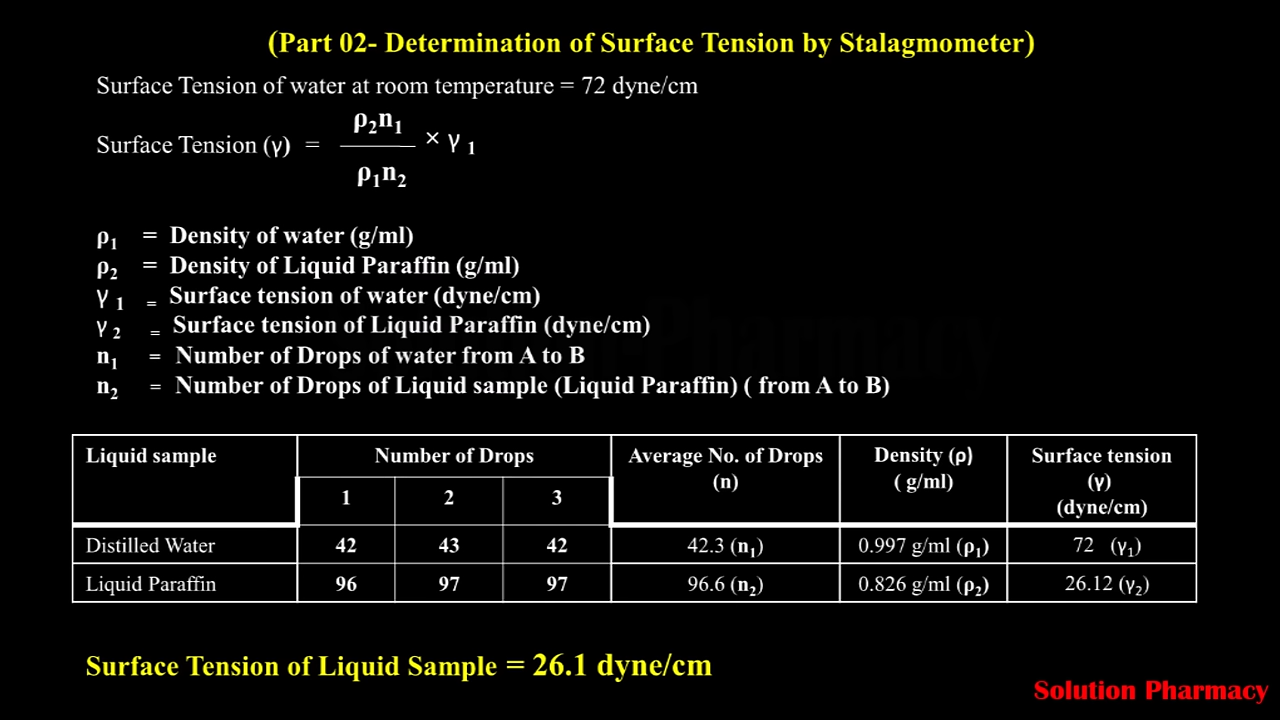 (Part 02- Determination of Surface Tension by Stalagmometer)
Surface Tension of water at room temperature = 72 dyne/cm
Surface Tension (γ) = ρ₂n₁ / ρ₁n₂ × γ ₁
ρ₁ = Density of water (g/ml)
ρ₂ = Density of Liquid Paraffin (g/ml)
γ ₁ = Surface tension of water (dyne/cm)
γ ₂ = Surface tension of Liquid Paraffin (dyne/cm)
n₁ = Number of Drops of water from A to B
n₂ = Number of Drops of Liquid sample (Liquid Paraffin) ( from A to B)
Liquid sample Number of Drops Average No. of Drops (n) Density (ρ) ( g/ml) Surface tension (γ) (dyne/cm)
1 2 3
Distilled Water 42 43 42 42.3 (n₁) 0.997 g/ml (ρ₁) 72 (γ₁)
Liquid Paraffin 96 97 97 96.6 (n₂) 0.826 g/ml (ρ₂) 26.12 (γ₂)
Surface Tension of Liquid Sample = 26.1 dyne/cm
Solution Pharmacy